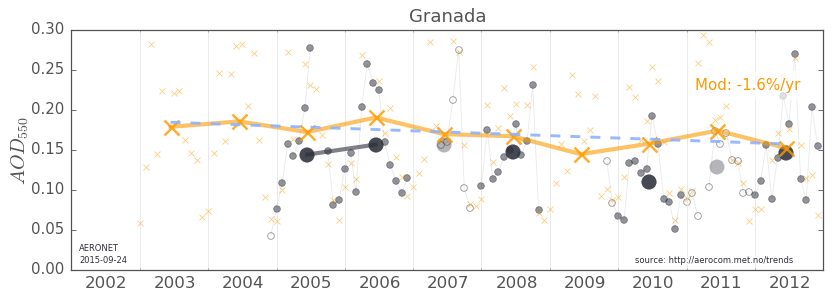 Granada
0.30
0.25
0.20
0.15
0.10
0.05
0.00
AOD550
Mod: -1.6%/yr
AERONET
2015-09-24
source: http://aerocom.met.no/trends
2002 2003 2004 2005 2006 2007 2008 2009 2010 2011 2012